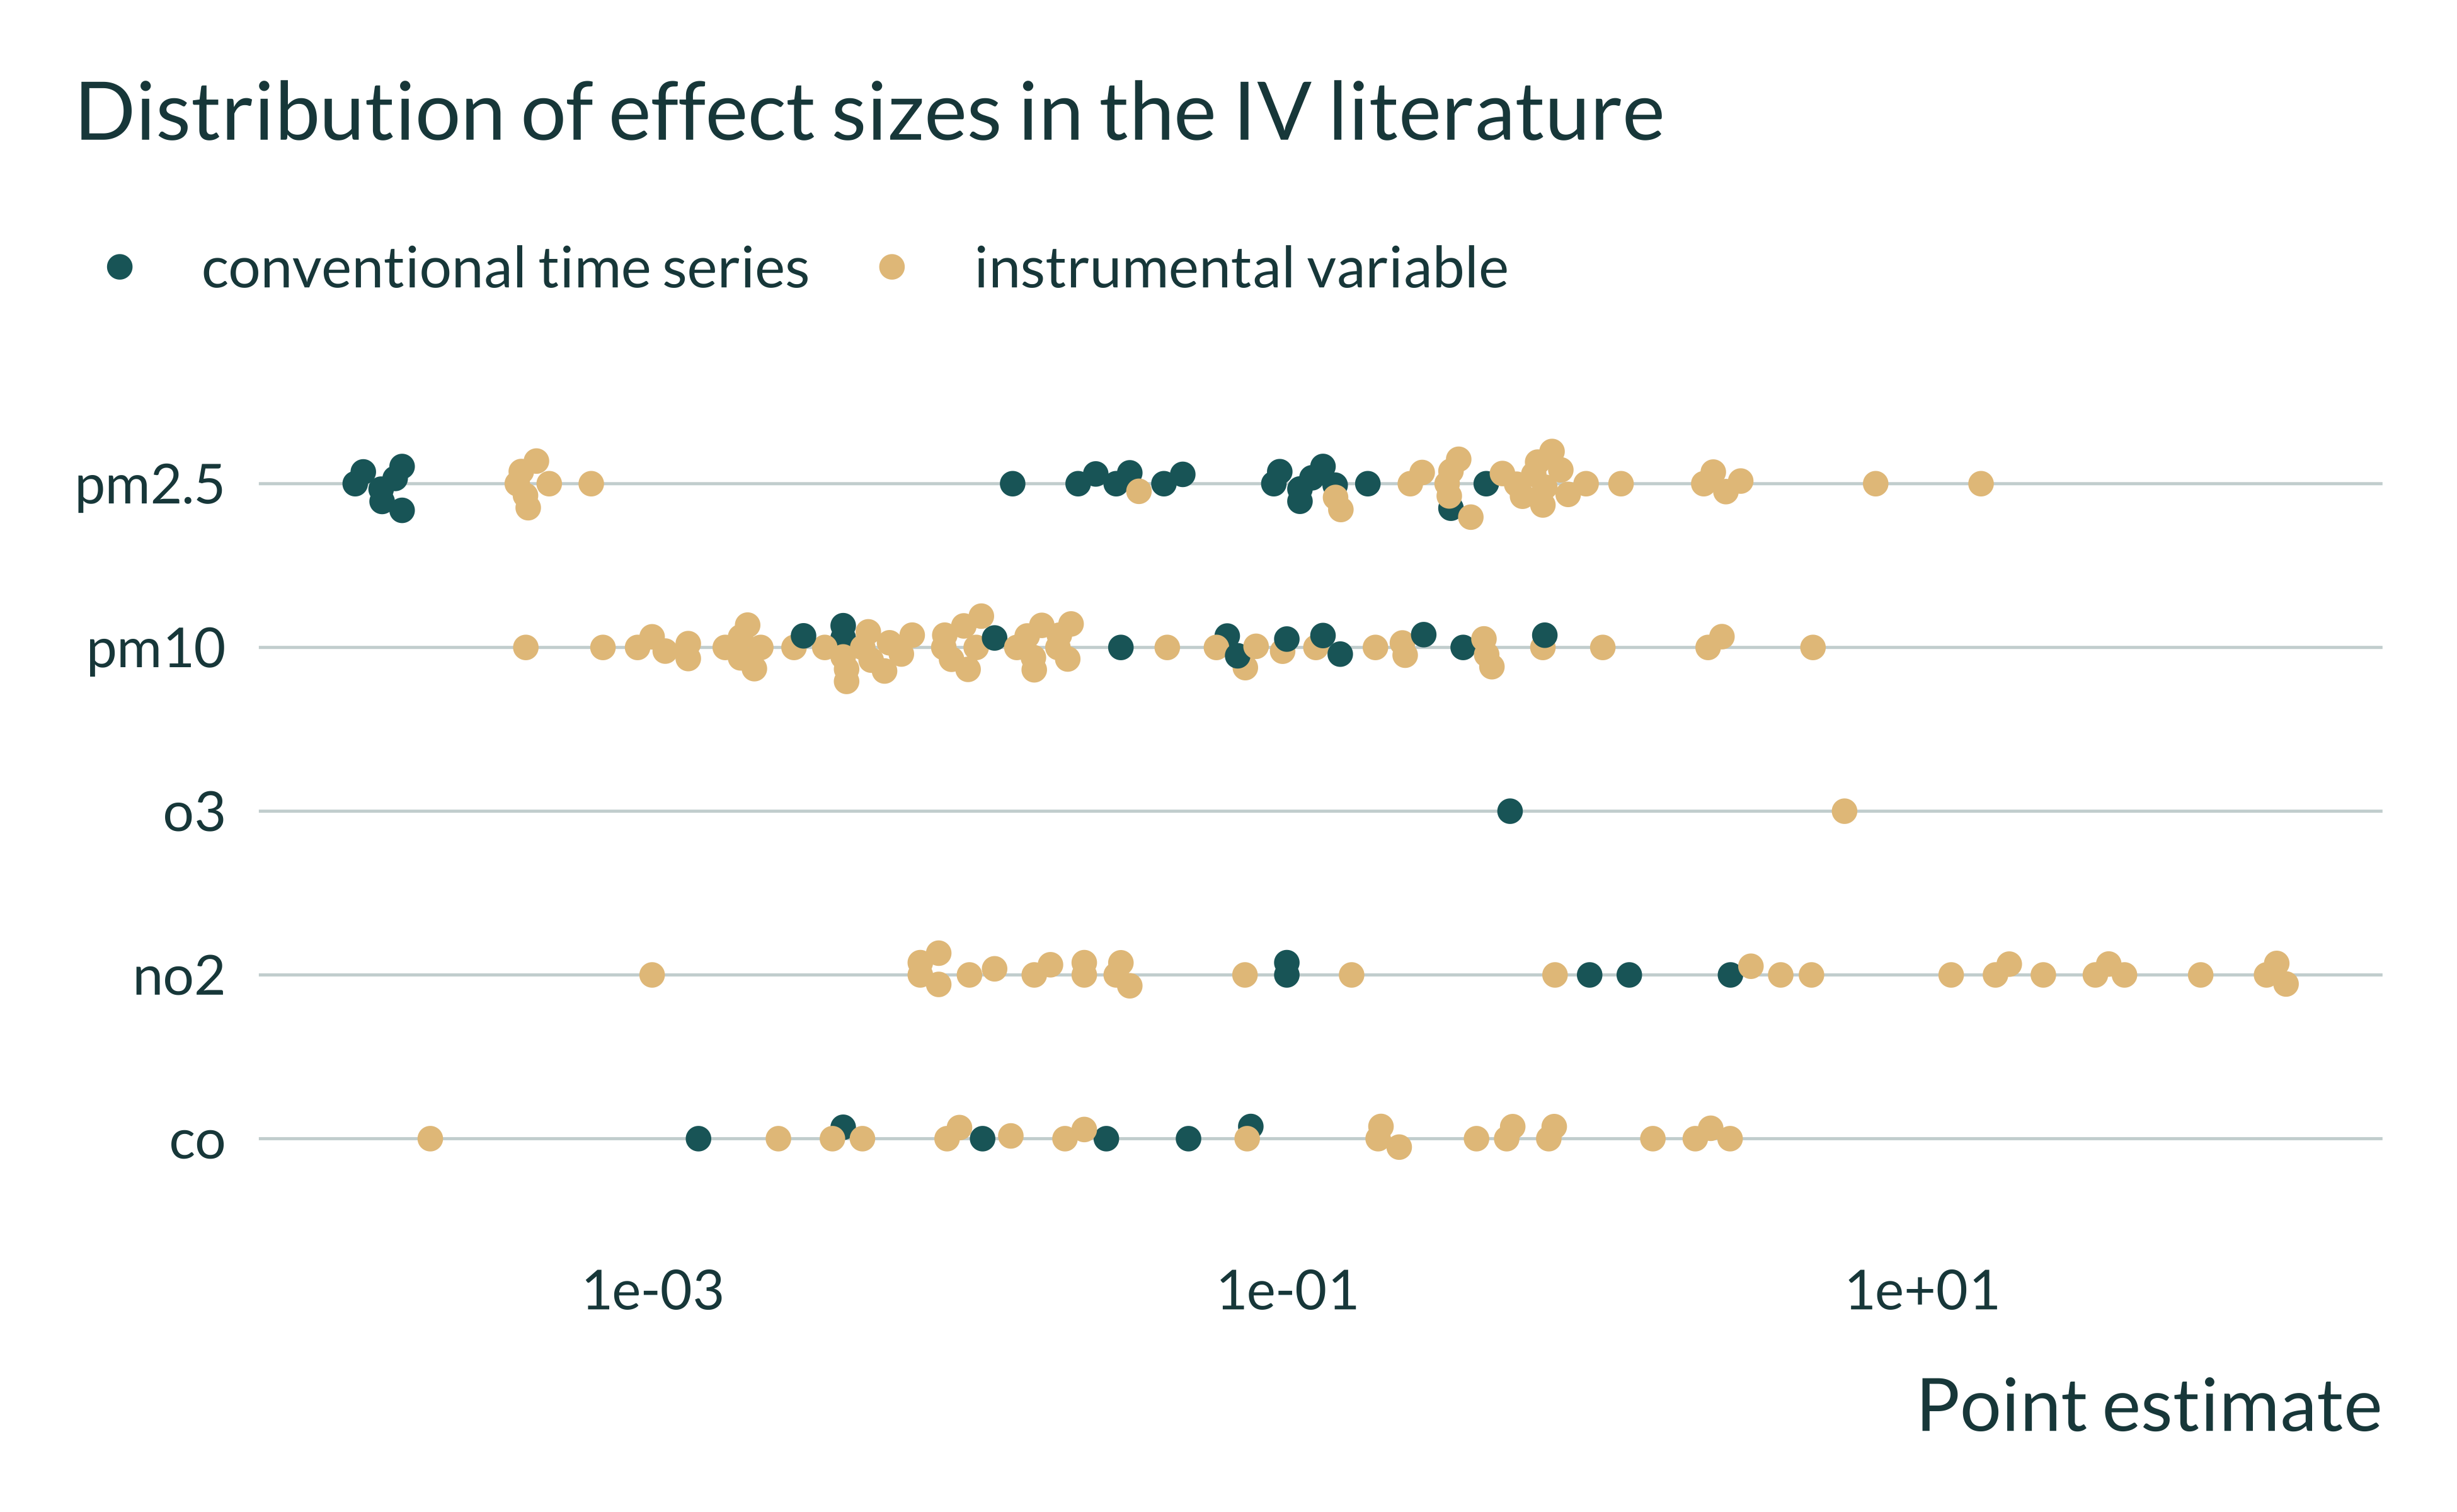 Distribution of effect sizes in the IV literature
conventional time series instrumental variable
pm2.5
pm10
o3
no2
co
1e-03 1e-01 1e+01
Point estimate